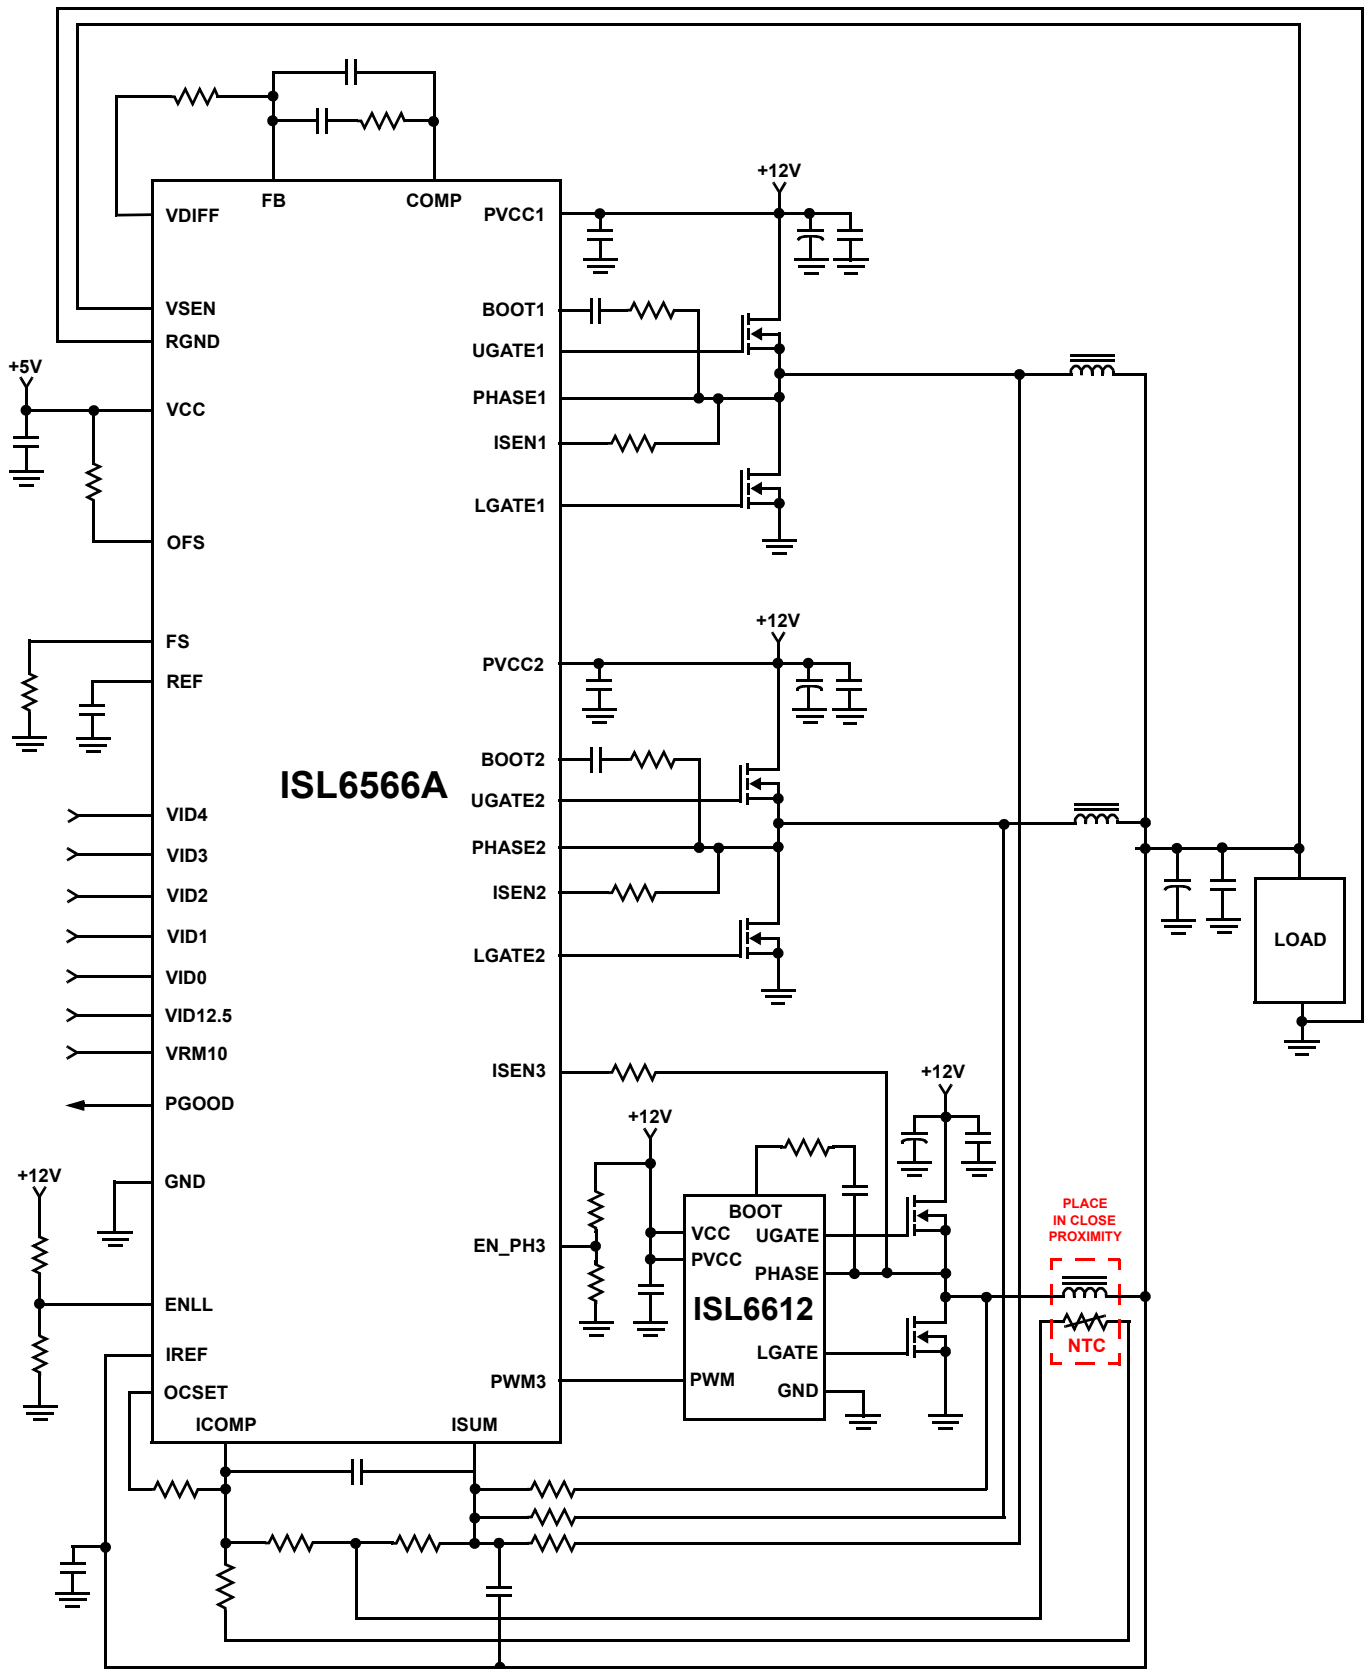 +12V
FB
COMP
VDIFF
PVCC1
VSEN
BOOT1
RGND
UGATE1
+5V
PHASE1
VCC
ISEN1
LGATE1
OFS
+12V
FS
PVCC2
REF
BOOT2
ISL6566A
UGATE2
VID4
PHASE2
VID3
ISEN2
VID2
VID1
LGATE2
LOAD
VID0
VID12.5
VRM10
ISEN3
+12V
PGOOD
+12V
+12V
GND
PLACE
IN CLOSE
PROXIMITY
BOOT
VCC
UGATE
EN_PH3
PVCC
PHASE
ISL6612
ENLL
NTC
IREF
LGATE
PWM3
PWM
OCSET
GND
ICOMP
ISUM